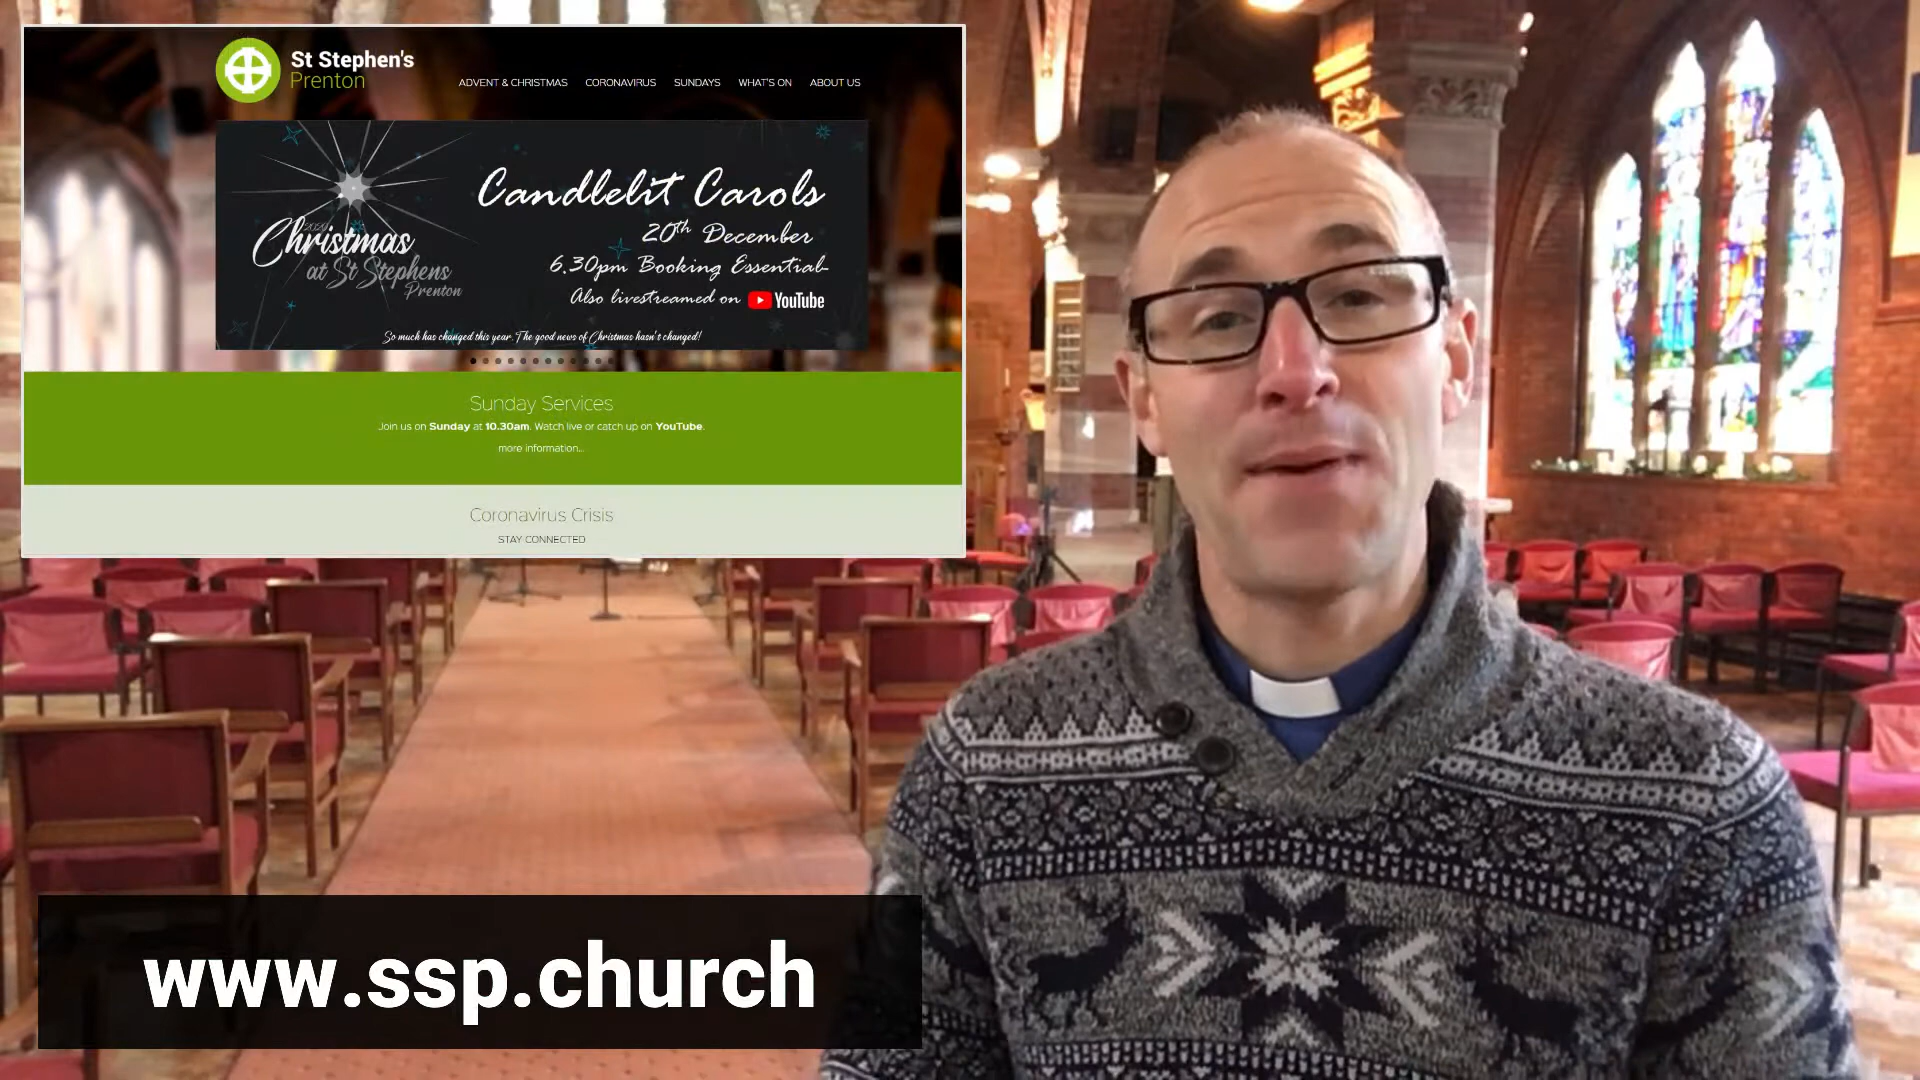 St Stephen's
Prenton
ADVENT & CHRISTMAS CORONAVIRUS SUNDAYS WHAT'S ON ABOUT US
Candlelit Carols
20th December
6.30pm Booking Essential
Also livestreamed on YouTube
2020
Christmas
at St Stephens
Prenton
So much has changed this year. The good news of Christmas hasn't changed!
Sunday Services
Join us on Sunday at 10.30am. Watch live or catch up on YouTube.
more information...
Coronavirus Crisis
STAY CONNECTED
www.ssp.church